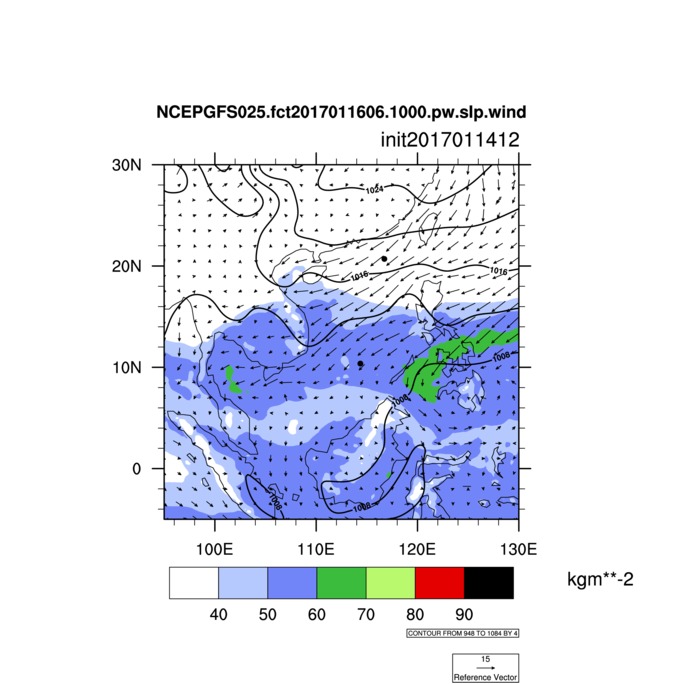 NCEPGFS025.fct2017011606.1000.pw.slp.wind
init2017011412
30N
1024
20N
1016
1016
10N
1008
1008
0
1008
1008
100E
110E
120E
130E
kgm**-2
40
50
60
70
80
90
CONTOUR FROM 948 TO 1084 BY 4
15
Reference Vector